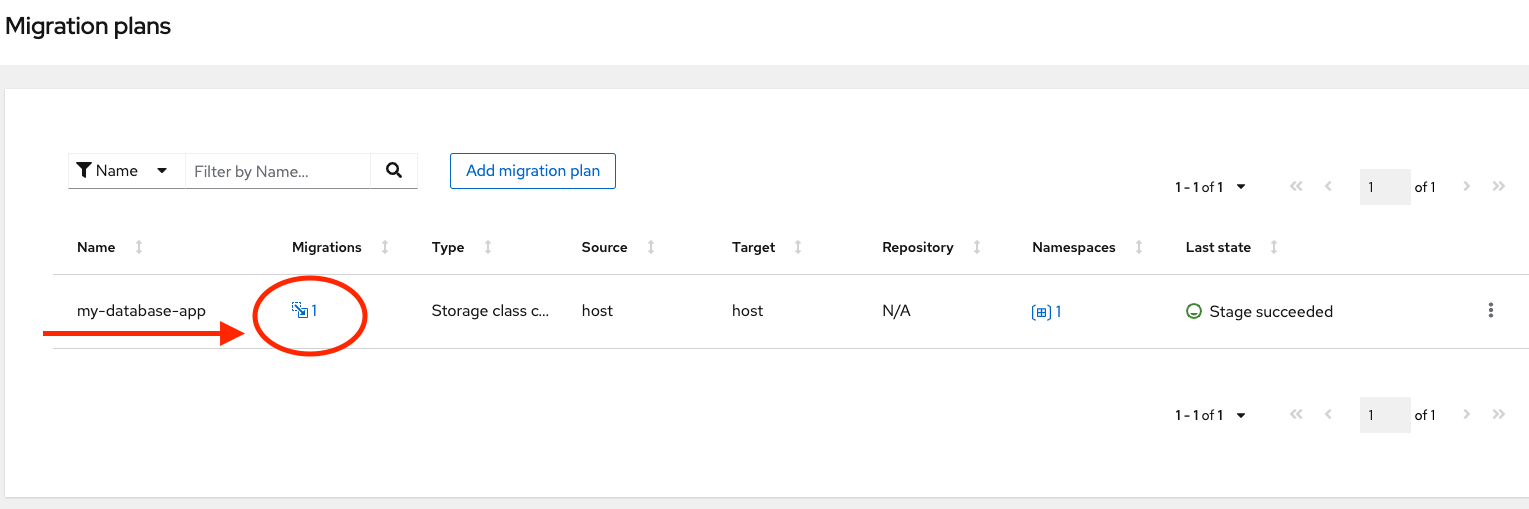 Migration plans
Name Filter by Name... Add migration plan
1 - 1 of 1 1 of 1
Name Migrations Type Source Target Repository Namespaces Last state
my-database-app 1 Storage class c... host host N/A 1 Stage succeeded
1 - 1 of 1 1 of 1